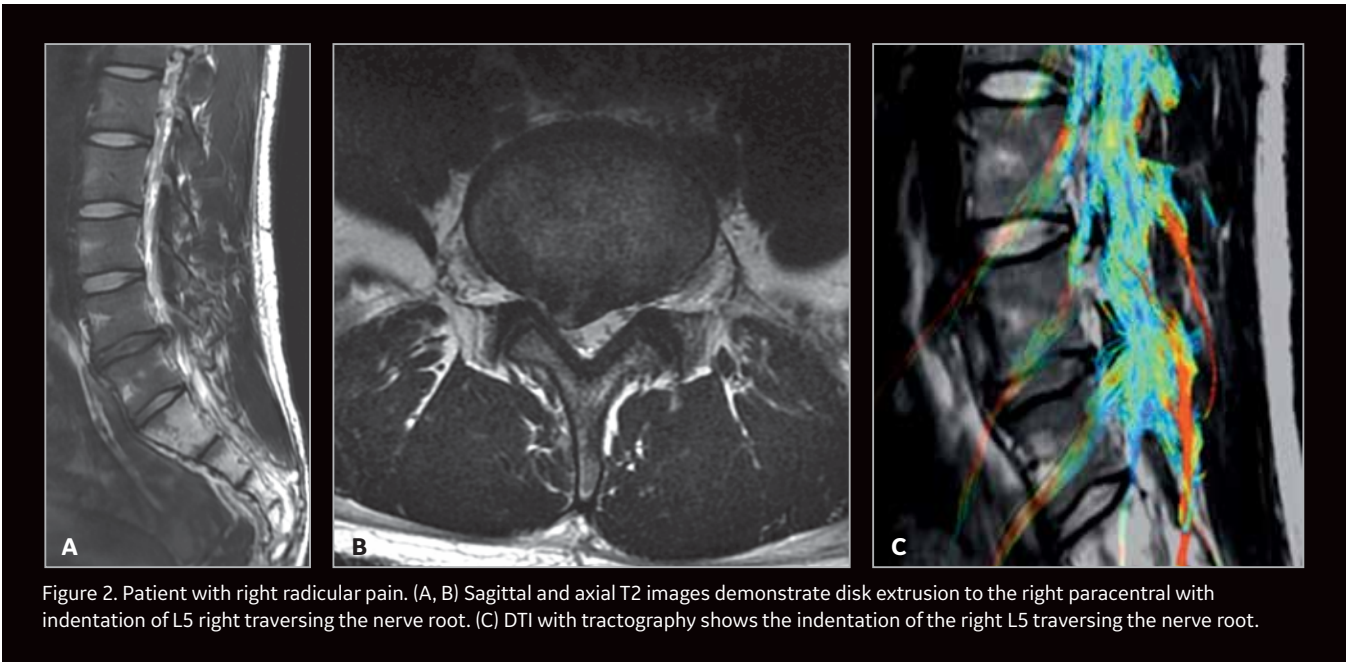 A
B
C
Figure 2. Patient with right radicular pain. (A, B) Sagittal and axial T2 images demonstrate disk extrusion to the right paracentral with
indentation of L5 right traversing the nerve root. (C) DTI with tractography shows the indentation of the right L5 traversing the nerve root.